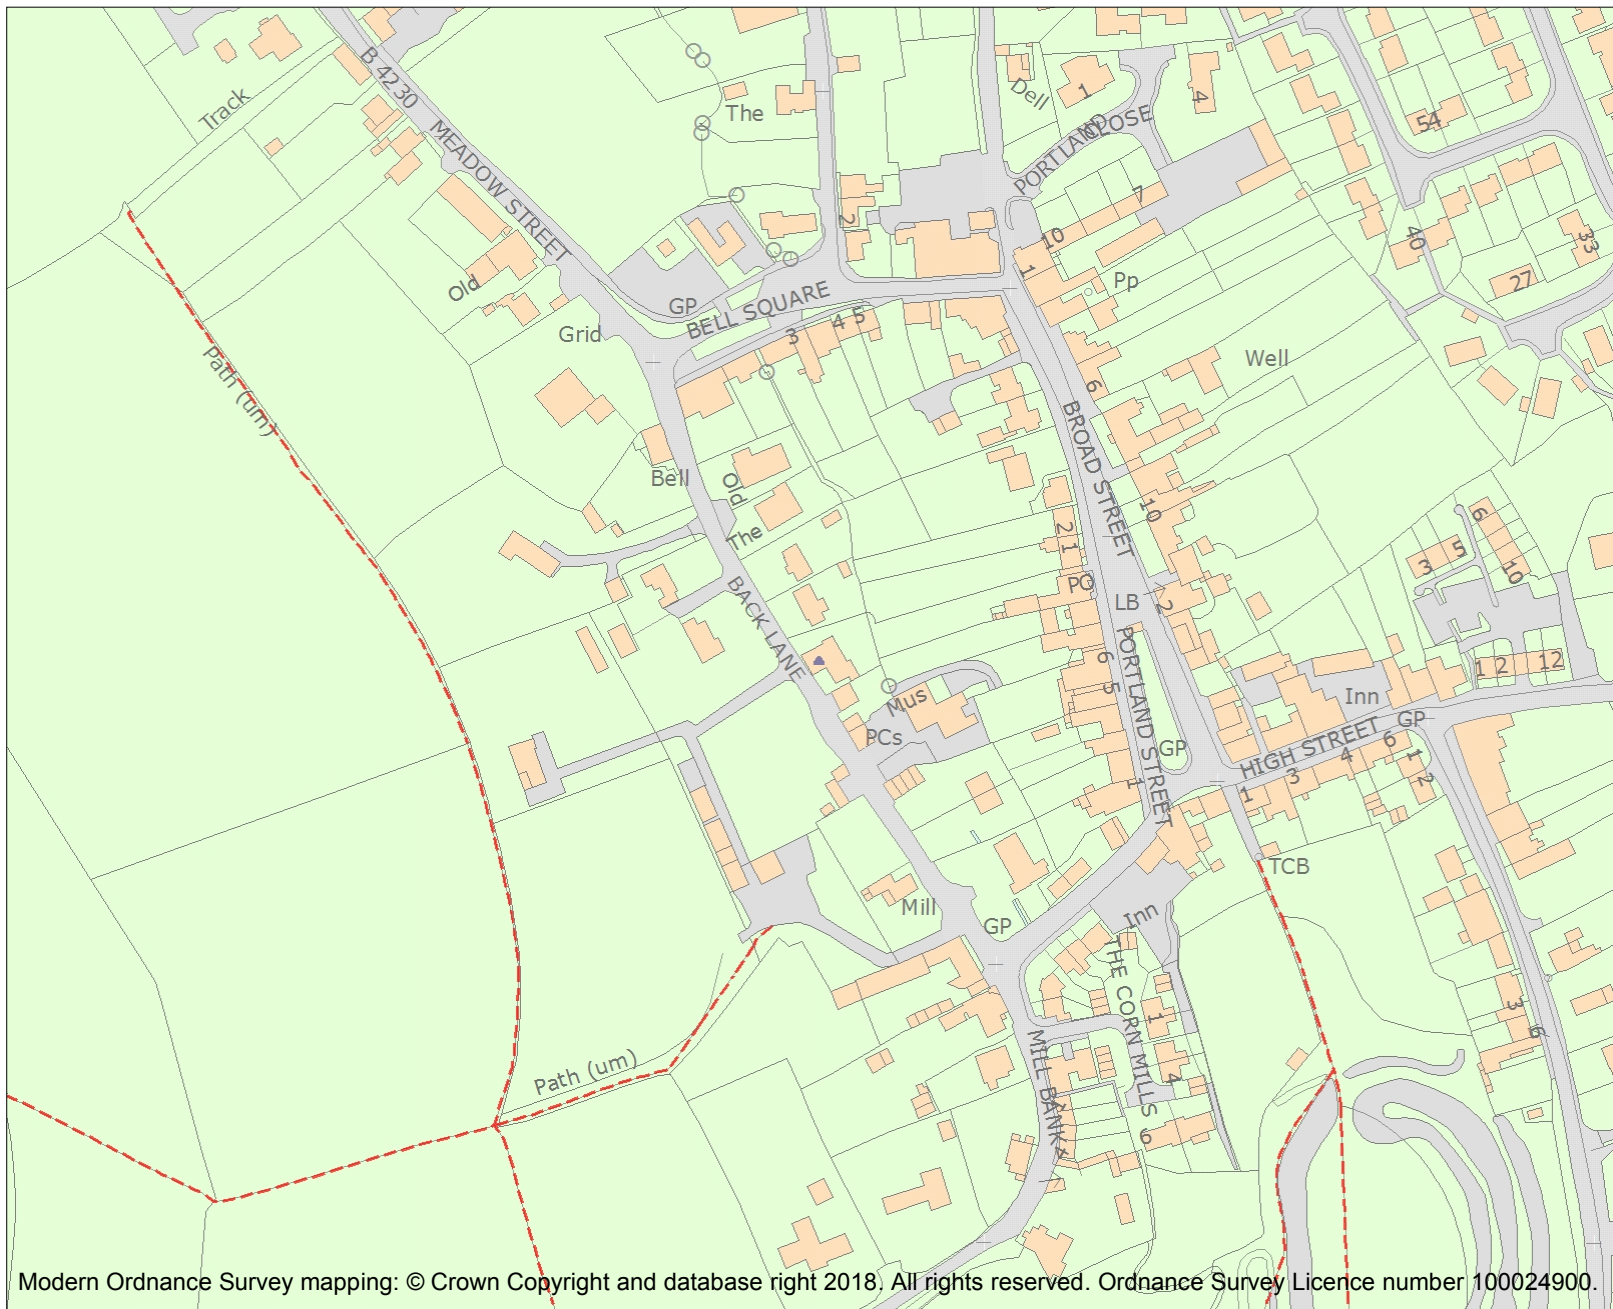 B 4230
Track
MEADOW STREET
The
Dell
1
4
PORTLAND
CLOSE
54
7
2
10
1
40
33
27
Old
GP
BELL SQUARE
Pp
Grid
3
4
5
Well
6
Path (um)
BROAD STREET
Bell
Old
The
10
2
1
6
5
3
10
PO
LB
2
BACK LANE
PORTLAND STREET
6
5
Mus
PCs
Inn
1
2
12
GP
GP
HIGH STREET
6
4
3
1
1
2
1
TCB
Mill
GP
Inn
THE CORN MILLS
1
3
6
MILL BANK
4
Path (um)
6
Modern Ordnance Survey mapping: © Crown Copyright and database right 2018. All rights reserved. Ordnance Survey Licence number 100024900.